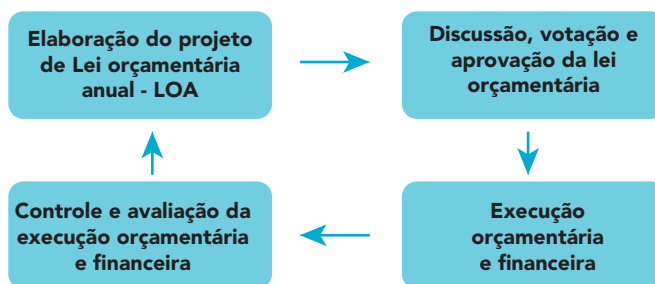 Elaboração do projeto
de Lei orçamentária
anual - LOA
Discussão, votação e
aprovação da lei
orçamentária
Execução
orçamentária
e financeira
Controle e avaliação da
execução orçamentária
e financeira